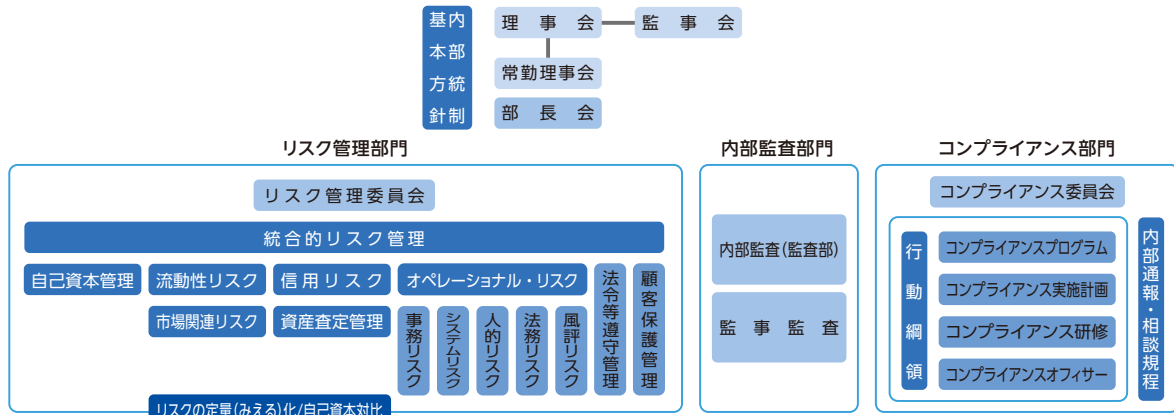 内部統制
基本方針
理事会
監事会
常勤理事会
部長会
リスク管理部門
リスク管理委員会
統合的リスク管理
自己資本管理
流動性リスク
信用リスク
オペレーショナル・リスク
法令等遵守管理
顧客保護管理
市場関連リスク
資産査定管理
事務リスク
システムリスク
人的リスク
法務リスク
風評リスク
リスクの定量(みえる)化/自己資本対比
内部監査部門
内部監査(監査部)
監事監査
コンプライアンス部門
コンプライアンス委員会
行動綱領
コンプライアンスプログラム
コンプライアンス実施計画
コンプライアンス研修
コンプライアンスオフィサー
内部通報・相談規程